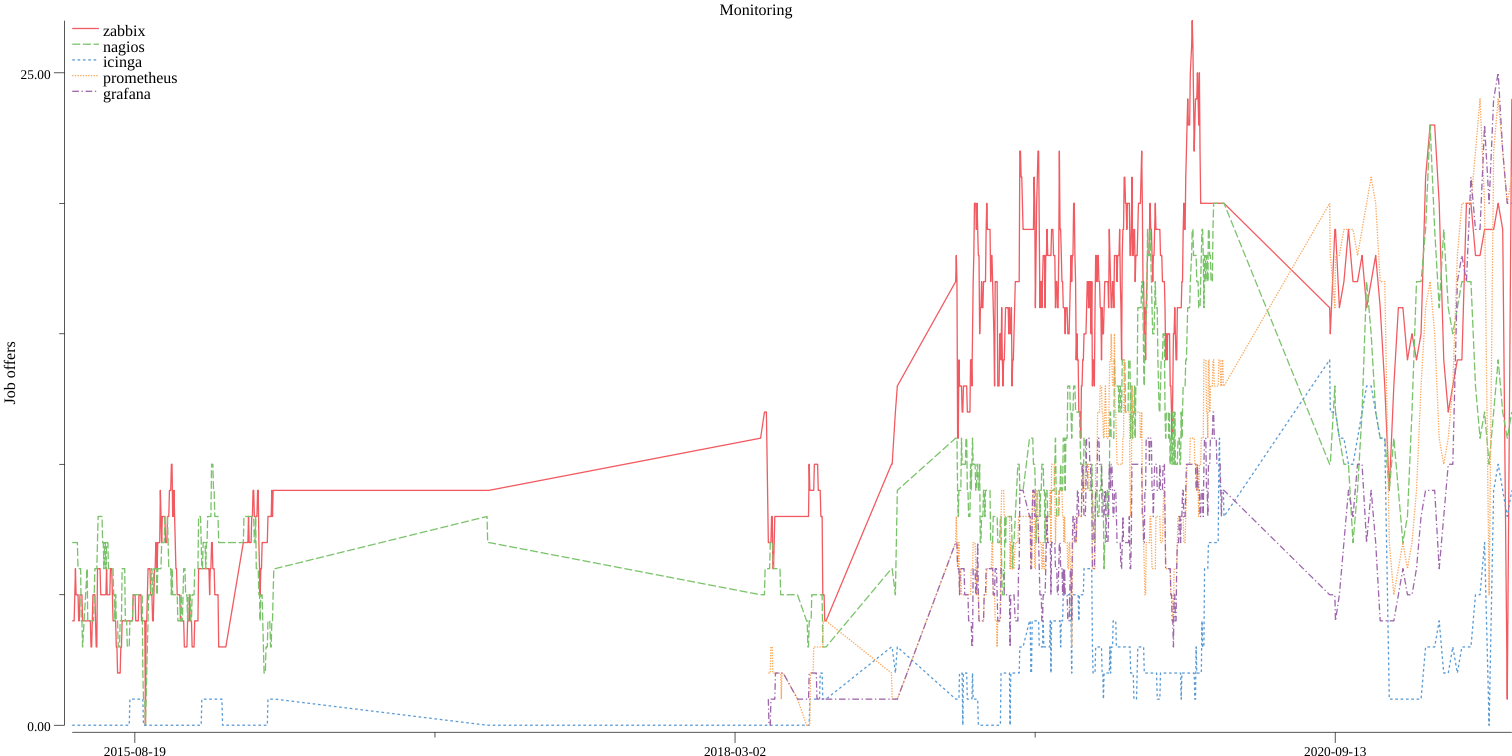 Monitoring
zabbix
nagios
icinga
prometheus
grafana
25.00
Job offers
0.00
2015-08-19
2018-03-02
2020-09-13